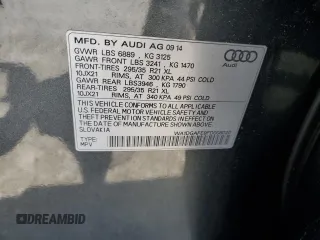 MFD. BY AUDI AG 09 14
GVWR LBS 6889 KG 3125
GAWR FRONT LBS 3241 KG 1470
FRONT-TIRES 295/35 R21 XL
10JX21 RIMS, AT 300 KPA 44 PSI COLD
GAWR REAR LBS3946 KG 1790
REAR-TIRES 295/35 R21 XL
10JX21 RIMS, AT 340 KPA 49 PSI COLD
THIS VEHICLE CONFORMS TO ALL APPLICABLE
U.S. FEDERAL MOTOR VEHICLE SAFETY AND
THEFT PREVENTION STANDARDS IN EFFECT ON
THE DATE OF MANUFACTURE SHOWN ABOVE.
SLOVAKIA
TYPE:
MPV
Audi
© DREAMBID
DREAMBID.COM